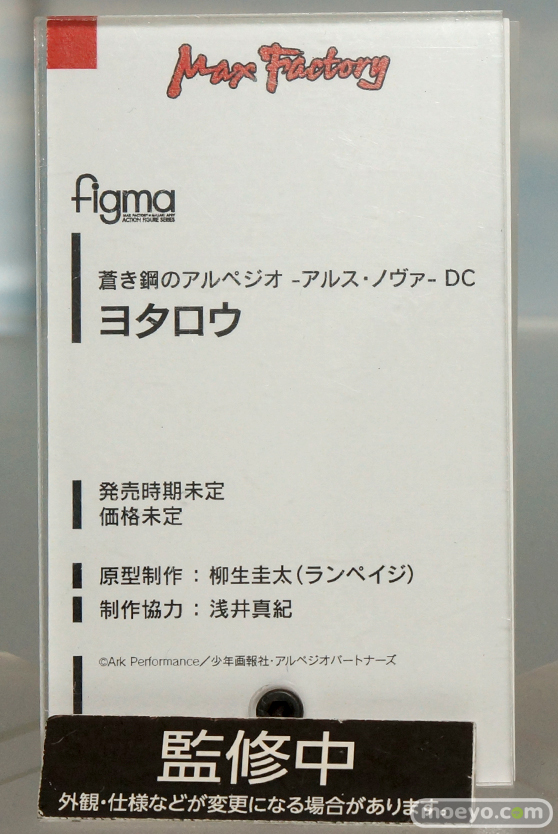 Max Factory
figma
MAX FACTORY × MASAKI APSY
ACTION FIGURE SERIES
蒼き鋼のアルペジオ -アルス・ノヴァ- DC
ヨタロウ
発売時期未定
価格未定
原型制作：柳生圭太（ランペイジ）
制作協力：浅井真紀
©Ark Performance／少年画報社・アルペジオパートナーズ
監修中
外観・仕様などが変更になる場合があります。
moeyo.com